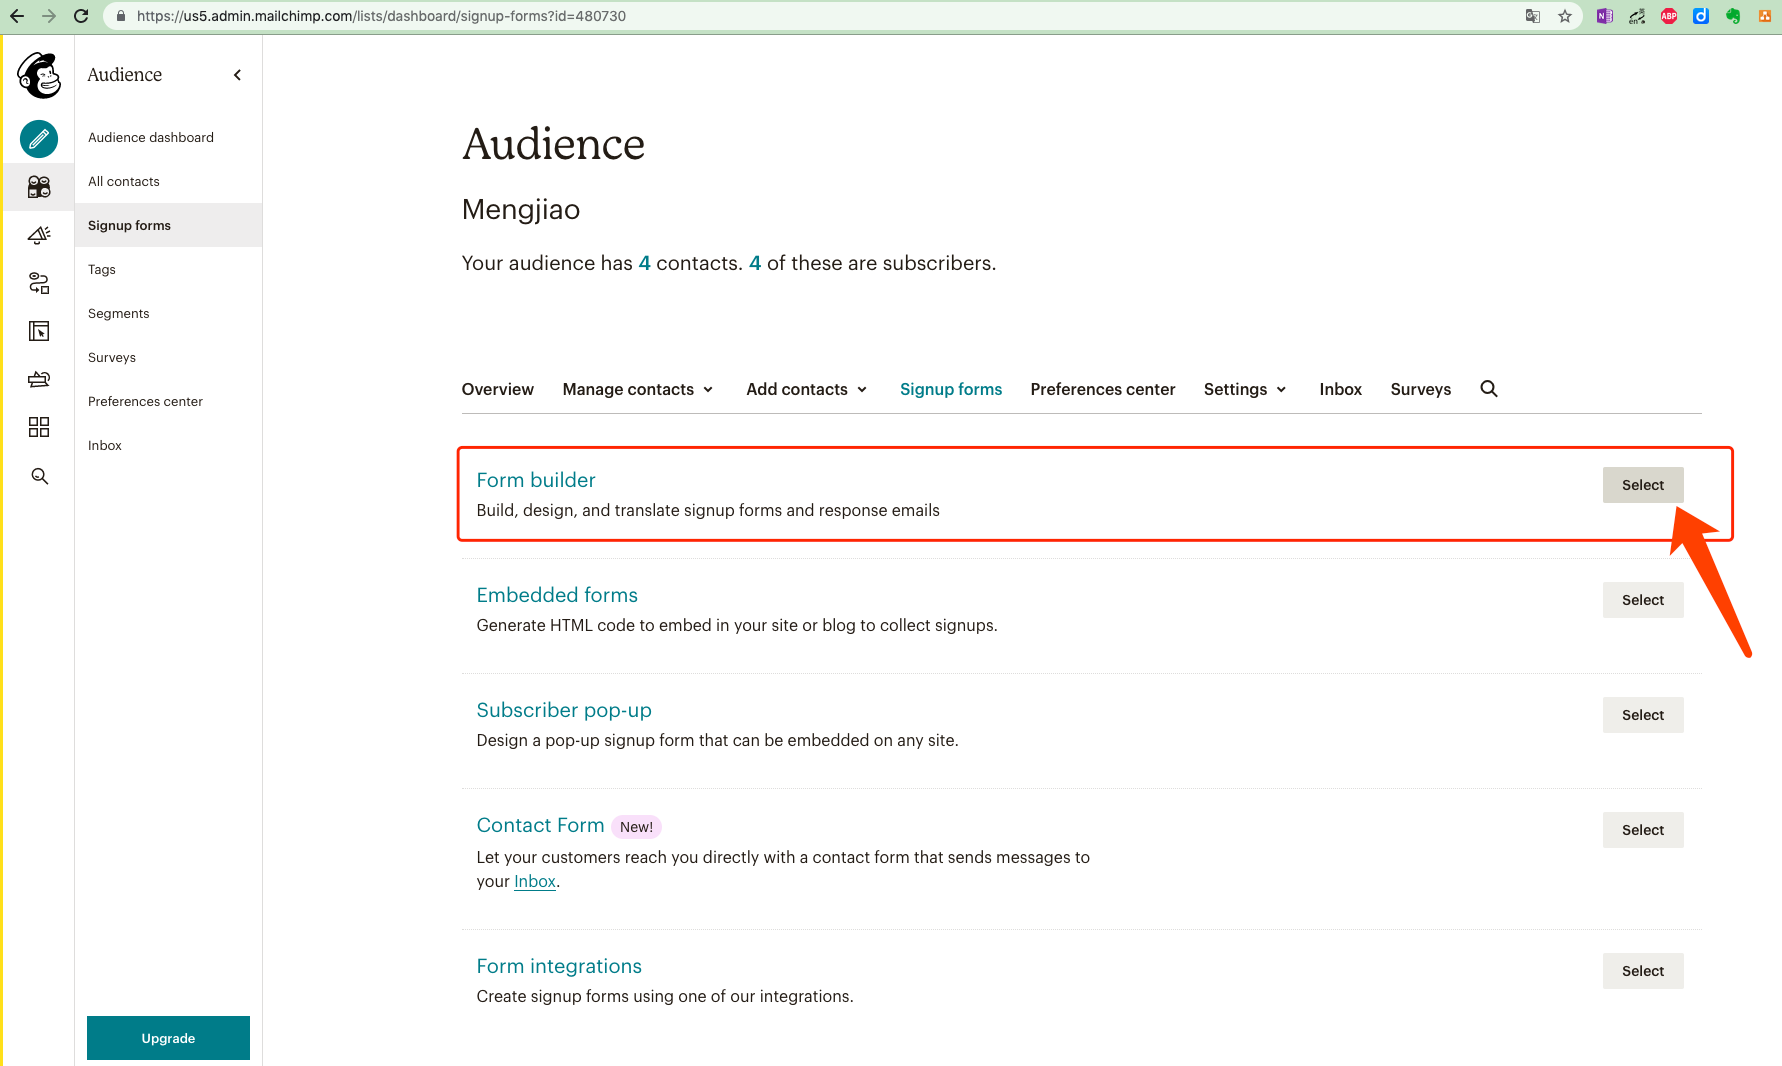 https://us5.admin.mailchimp.com/lists/dashboard/signup-forms?id=480730
Audience
Audience dashboard
All contacts
Signup forms
Tags
Segments
Surveys
Preferences center
Inbox
Upgrade
Audience
Mengjiao
Your audience has 4 contacts. 4 of these are subscribers.
Overview Manage contacts Add contacts Signup forms Preferences center Settings Inbox Surveys
Form builder
Select
Build, design, and translate signup forms and response emails
Embedded forms
Select
Generate HTML code to embed in your site or blog to collect signups.
Subscriber pop-up
Select
Design a pop-up signup form that can be embedded on any site.
Contact Form New!
Select
Let your customers reach you directly with a contact form that sends messages to
your Inbox.
Form integrations
Select
Create signup forms using one of our integrations.